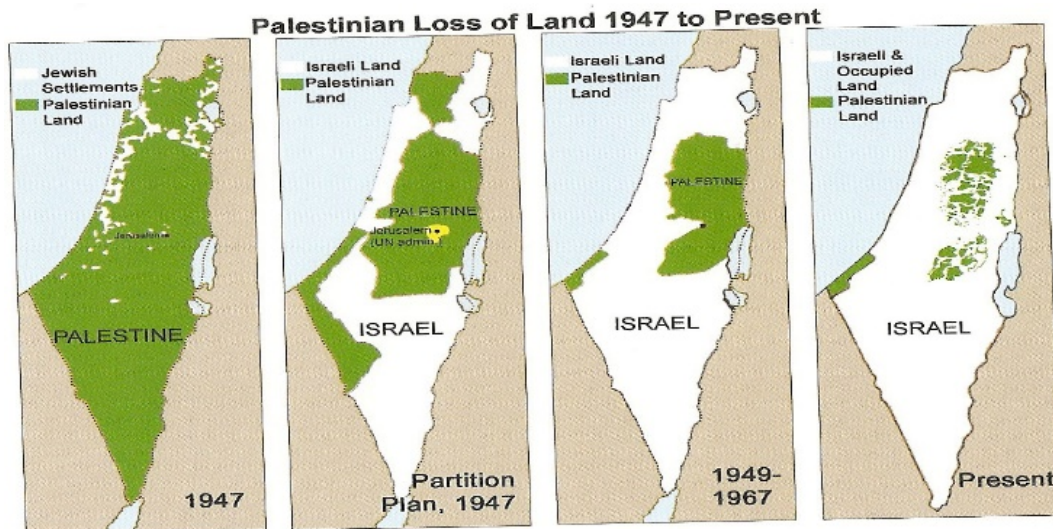 Palestinian Loss of Land 1947 to Present
Jewish
Settlements
Palestinian
Land
Jerusalem
PALESTINE
1947
Israeli Land
Palestinian
Land
PALESTINE
Jerusalem
(UN admin.)
ISRAEL
Partition
Plan, 1947
Israeli Land
Palestinian
Land
PALESTINE
ISRAEL
1949-
1967
Israeli &
Occupied
Land
Palestinian
Land
ISRAEL
Present